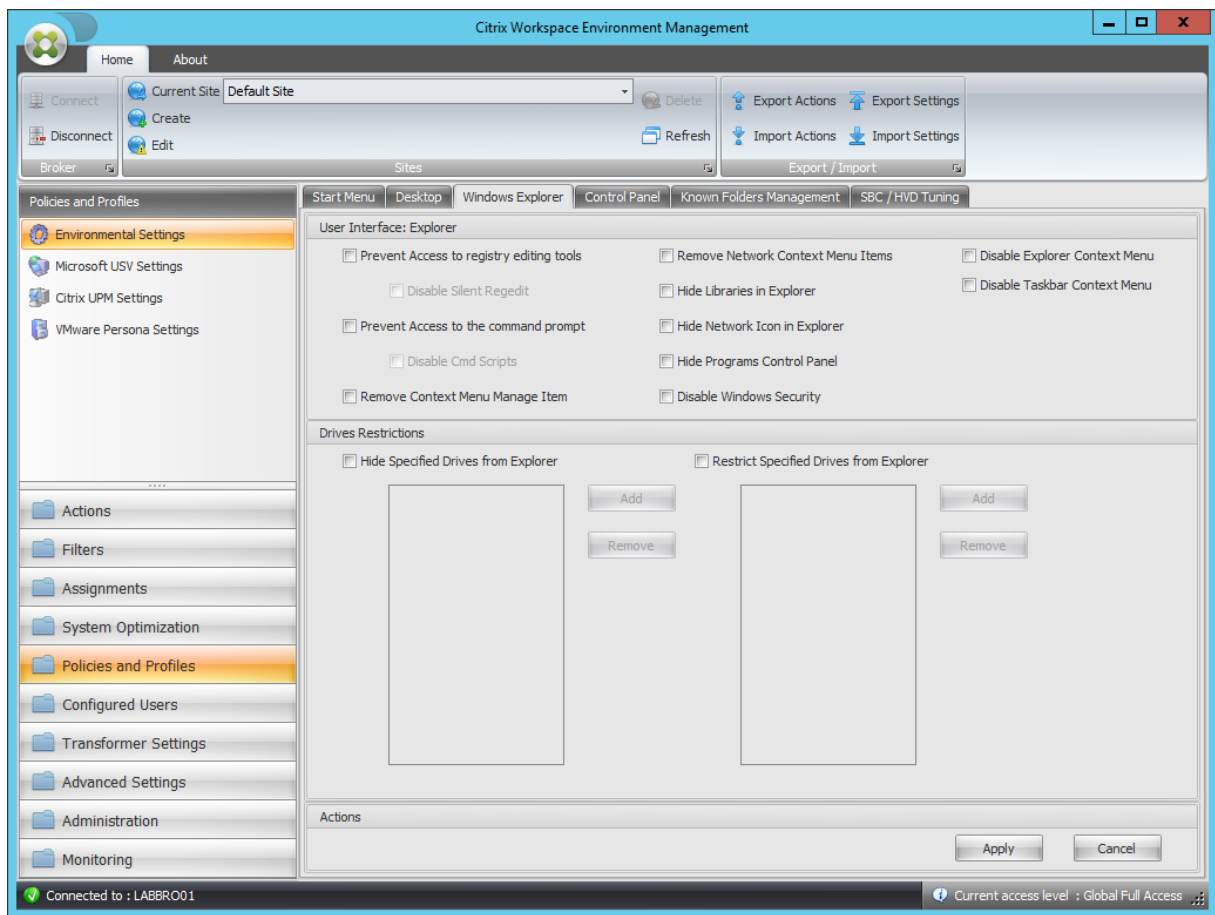 Citrix Workspace Environment Management
Home About
Connect
Disconnect
Broker
Current Site Default Site
Create
Edit
Delete
Refresh
Sites
Export Actions Export Settings
Import Actions Import Settings
Export / Import
Policies and Profiles
Environmental Settings
Microsoft USV Settings
Citrix UPM Settings
VMware Persona Settings
Actions
Filters
Assignments
System Optimization
Policies and Profiles
Configured Users
Transformer Settings
Advanced Settings
Administration
Monitoring
Start Menu Desktop Windows Explorer Control Panel Known Folders Management SBC / HVD Tuning
User Interface: Explorer
Prevent Access to registry editing tools
Disable Silent Regedit
Prevent Access to the command prompt
Disable Cmd Scripts
Remove Context Menu Manage Item
Remove Network Context Menu Items
Hide Libraries in Explorer
Hide Network Icon in Explorer
Hide Programs Control Panel
Disable Windows Security
Disable Explorer Context Menu
Disable Taskbar Context Menu
Drives Restrictions
Hide Specified Drives from Explorer
Add
Remove
Restrict Specified Drives from Explorer
Add
Remove
Actions
Apply Cancel
Connected to : LABBRO01
Current access level : Global Full Access